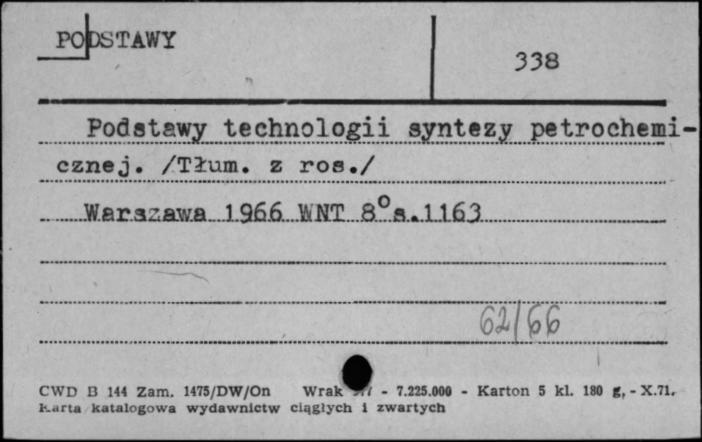 PODSTAWY
338
Podstawy technologii syntezy petrochemi-
cznej. /Tłum. z ros./
Warszawa 1966 WNT 8° s.1163
62/66
CWD B 144 Zam. 1475/DW/On Wrak - 7.225.000 - Karton 5 kl. 180 g, - X.71.
Karta katalogowa wydawnictw ciągłych i zwartych